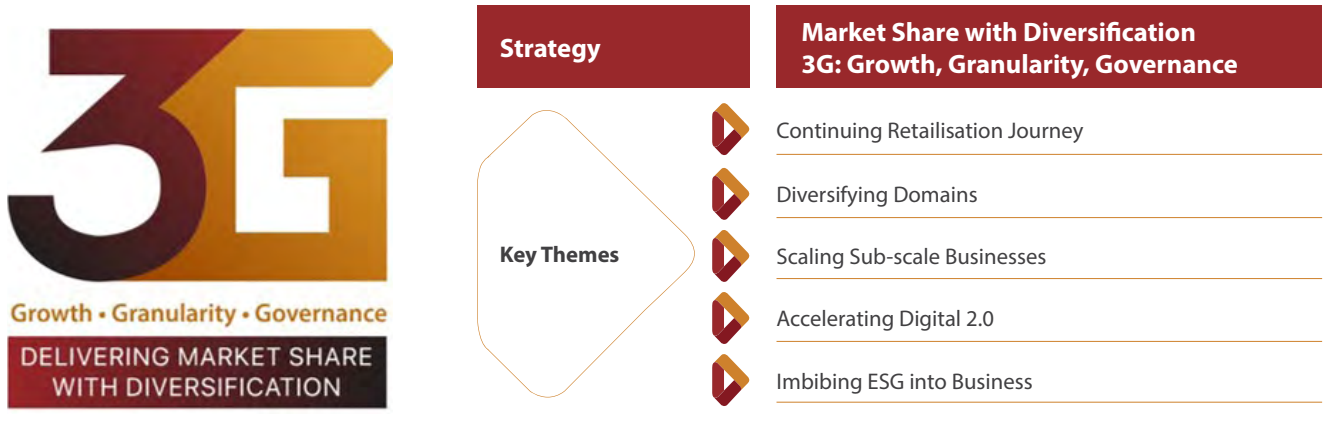 3G
Growth • Granularity • Governance
DELIVERING MARKET SHARE
WITH DIVERSIFICATION
Strategy
Market Share with Diversification
3G: Growth, Granularity, Governance
Key Themes
Continuing Retailisation Journey
Diversifying Domains
Scaling Sub-scale Businesses
Accelerating Digital 2.0
Imbibing ESG into Business